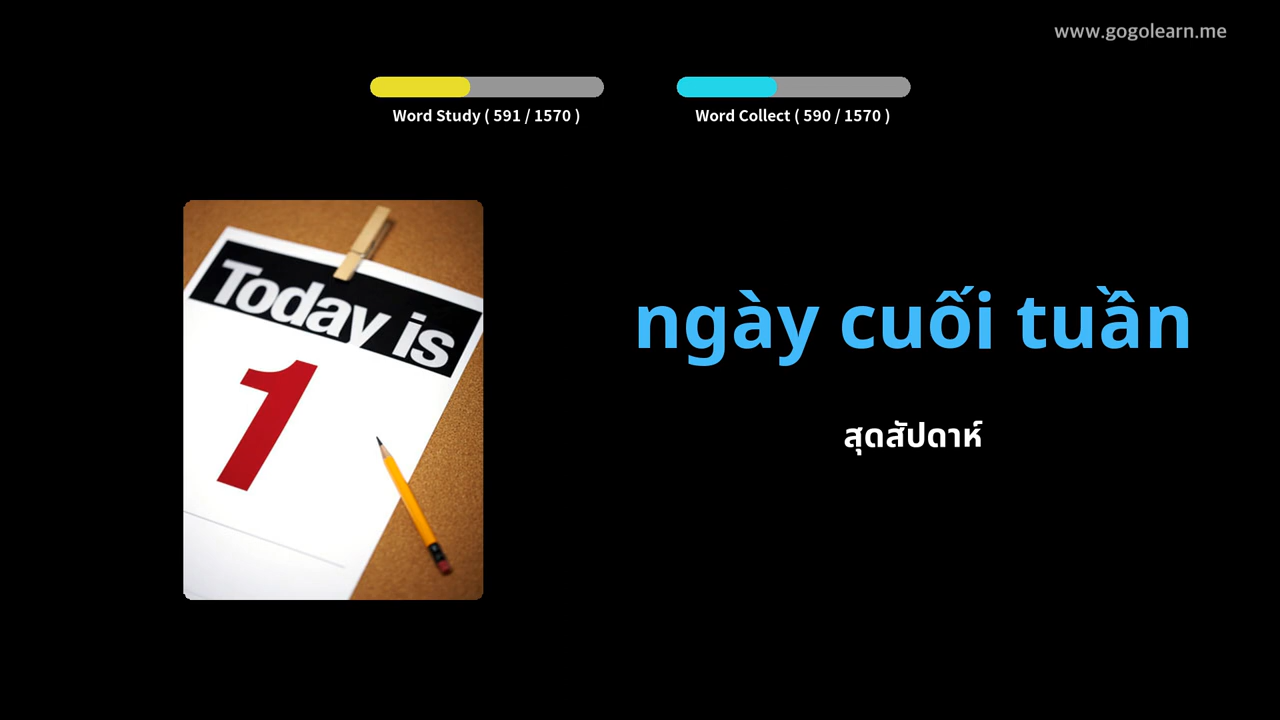 www.gogolearn.me
Word Study ( 591 / 1570 )
Word Collect ( 590 / 1570 )
Today is
1
ngày cuối tuần
สุดสัปดาห์